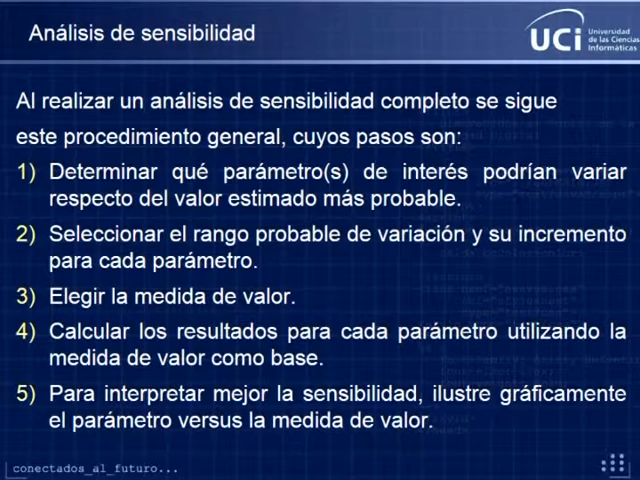 Análisis de sensibilidad
UCi
Universidad
de las Ciencias
Informáticas
Al realizar un análisis de sensibilidad completo se sigue
este procedimiento general, cuyos pasos son:
1) Determinar qué parámetro(s) de interés podrían variar
respecto del valor estimado más probable.
2) Seleccionar el rango probable de variación y su incremento
para cada parámetro.
3) Elegir la medida de valor.
4) Calcular los resultados para cada parámetro utilizando la
medida de valor como base.
5) Para interpretar mejor la sensibilidad, ilustre gráficamente
el parámetro versus la medida de valor.
conectados_al_futuro...